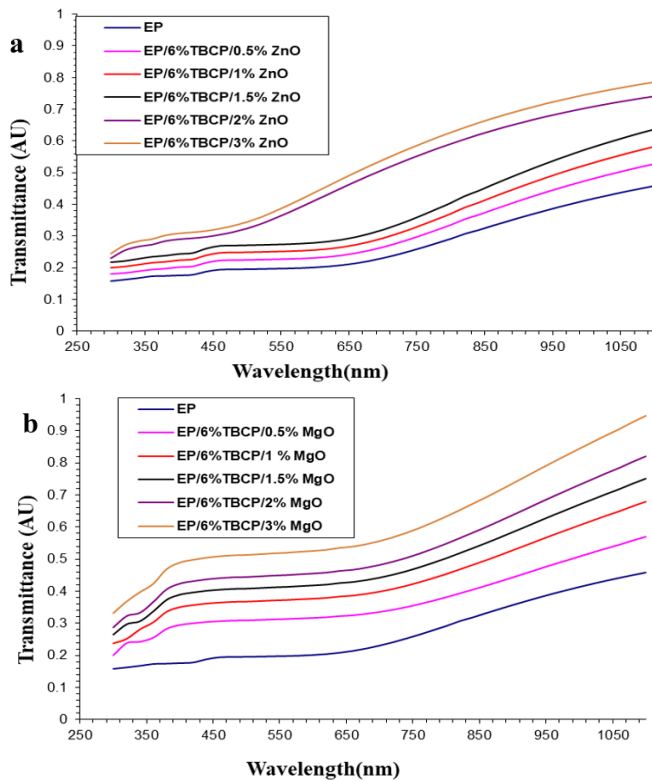 a
EP
EP/6%TBCP/0.5% ZnO
EP/6%TBCP/1% ZnO
EP/6%TBCP/1.5% ZnO
EP/6%TBCP/2% ZnO
EP/6%TBCP/3% ZnO
Transmittance (AU)
1
0.9
0.8
0.7
0.6
0.5
0.4
0.3
0.2
0.1
0
250 350 450 550 650 750 850 950 1050
Wavelength(nm)
b
EP
EP/6%TBCP/0.5% MgO
EP/6%TBCP/1 % MgO
EP/6%TBCP/1.5% MgO
EP/6%TBCP/2% MgO
EP/6%TBCP/3% MgO
Transmittance (AU)
1
0.9
0.8
0.7
0.6
0.5
0.4
0.3
0.2
0.1
0
250 350 450 550 650 750 850 950 1050
Wavelength(nm)